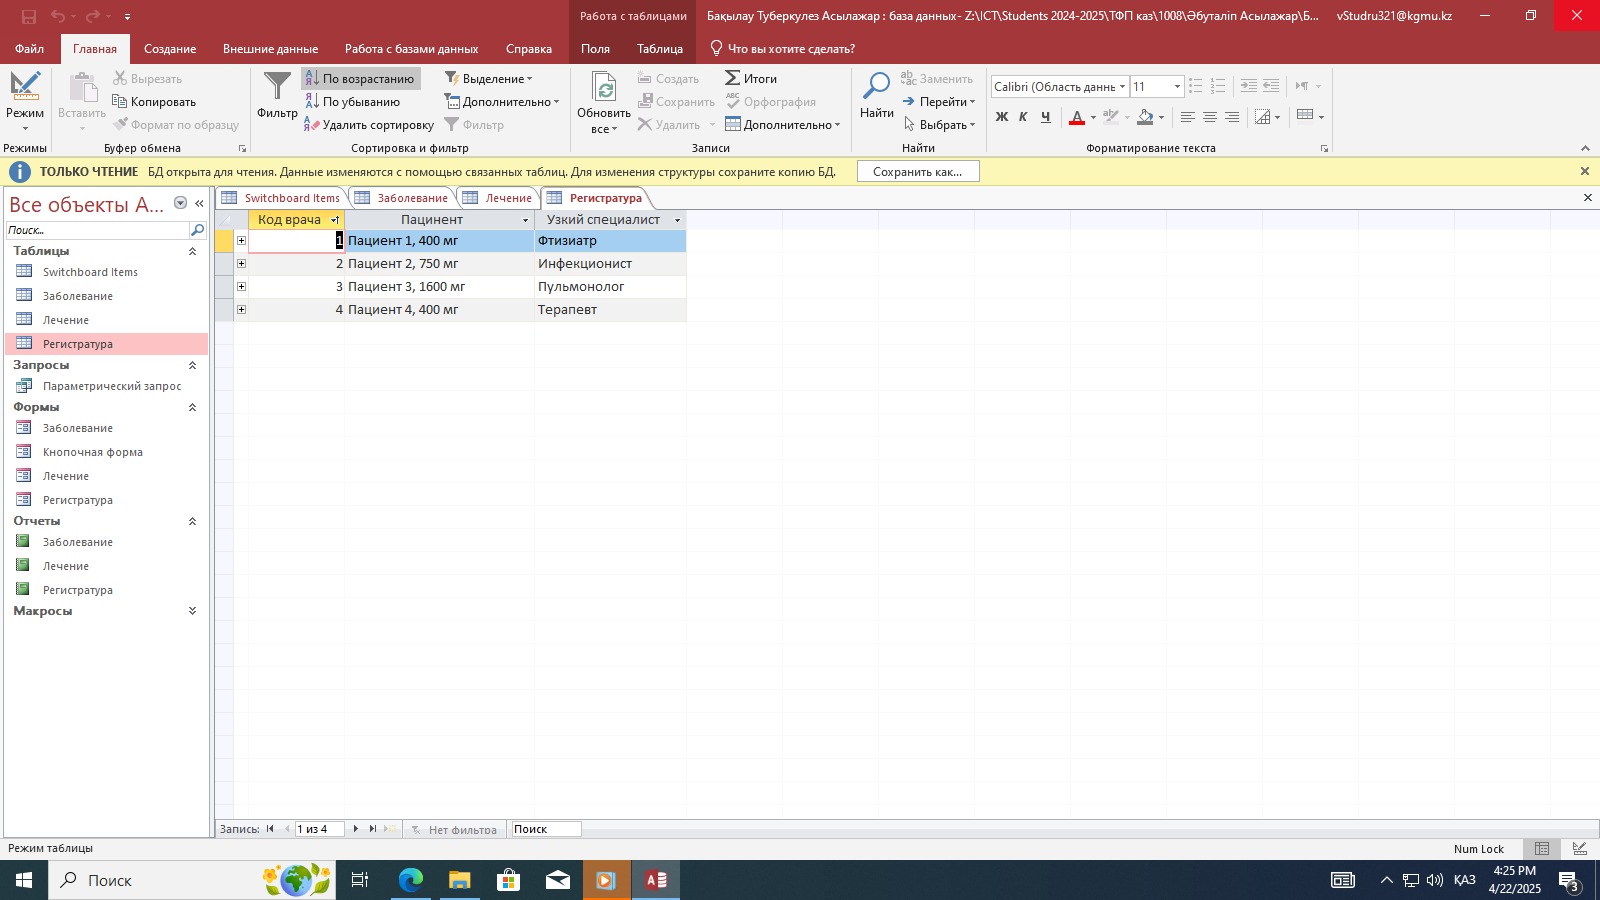 Работа с таблицами
Бақылау Туберкулез Асылажар : база данных- Z:\ICT\Students 2024-2025\ТФП каз\1008\Әбуталіп Асылажар\Б...
vStudru321@kgmu.kz
Файл Главная Создание Внешние данные Работа с базами данных Справка Поля Таблица Что вы хотите сделать?
Режим
Режимы
Вставить
Вырезать
Копировать
Формат по образцу
Буфер обмена
Фильтр
По возрастанию
По убыванию
Удалить сортировку
Выделение
Дополнительно
Фильтр
Сортировка и фильтр
Обновить
все
Создать
Сохранить
Удалить
Итоги
Орфография
Дополнительно
Записи
Найти
Заменить
Перейти
Выбрать
Найти
Calibri (Область данны
11
Ж К Ч
Форматирование текста
ТОЛЬКО ЧТЕНИЕ БД открыта для чтения. Данные изменяются с помощью связанных таблиц. Для изменения структуры сохраните копию БД.
Сохранить как...
Все объекты A...
Поиск...
Таблицы
Switchboard Items
Заболевание
Лечение
Регистратура
Запросы
Параметрический запрос
Формы
Заболевание
Кнопочная форма
Лечение
Регистратура
Отчеты
Заболевание
Лечение
Регистратура
Макросы
Switchboard Items Заболевание Лечение Регистратура
Код врача Пацинент Узкий специалист
1 Пациент 1, 400 мг Фтизиатр
2 Пациент 2, 750 мг Инфекционист
3 Пациент 3, 1600 мг Пульмонолог
4 Пациент 4, 400 мг Терапевт
Запись: 1 из 4 Нет фильтра Поиск
Режим таблицы
Num Lock
Поиск
ҚАЗ
4:25 PM
4/22/2025
3